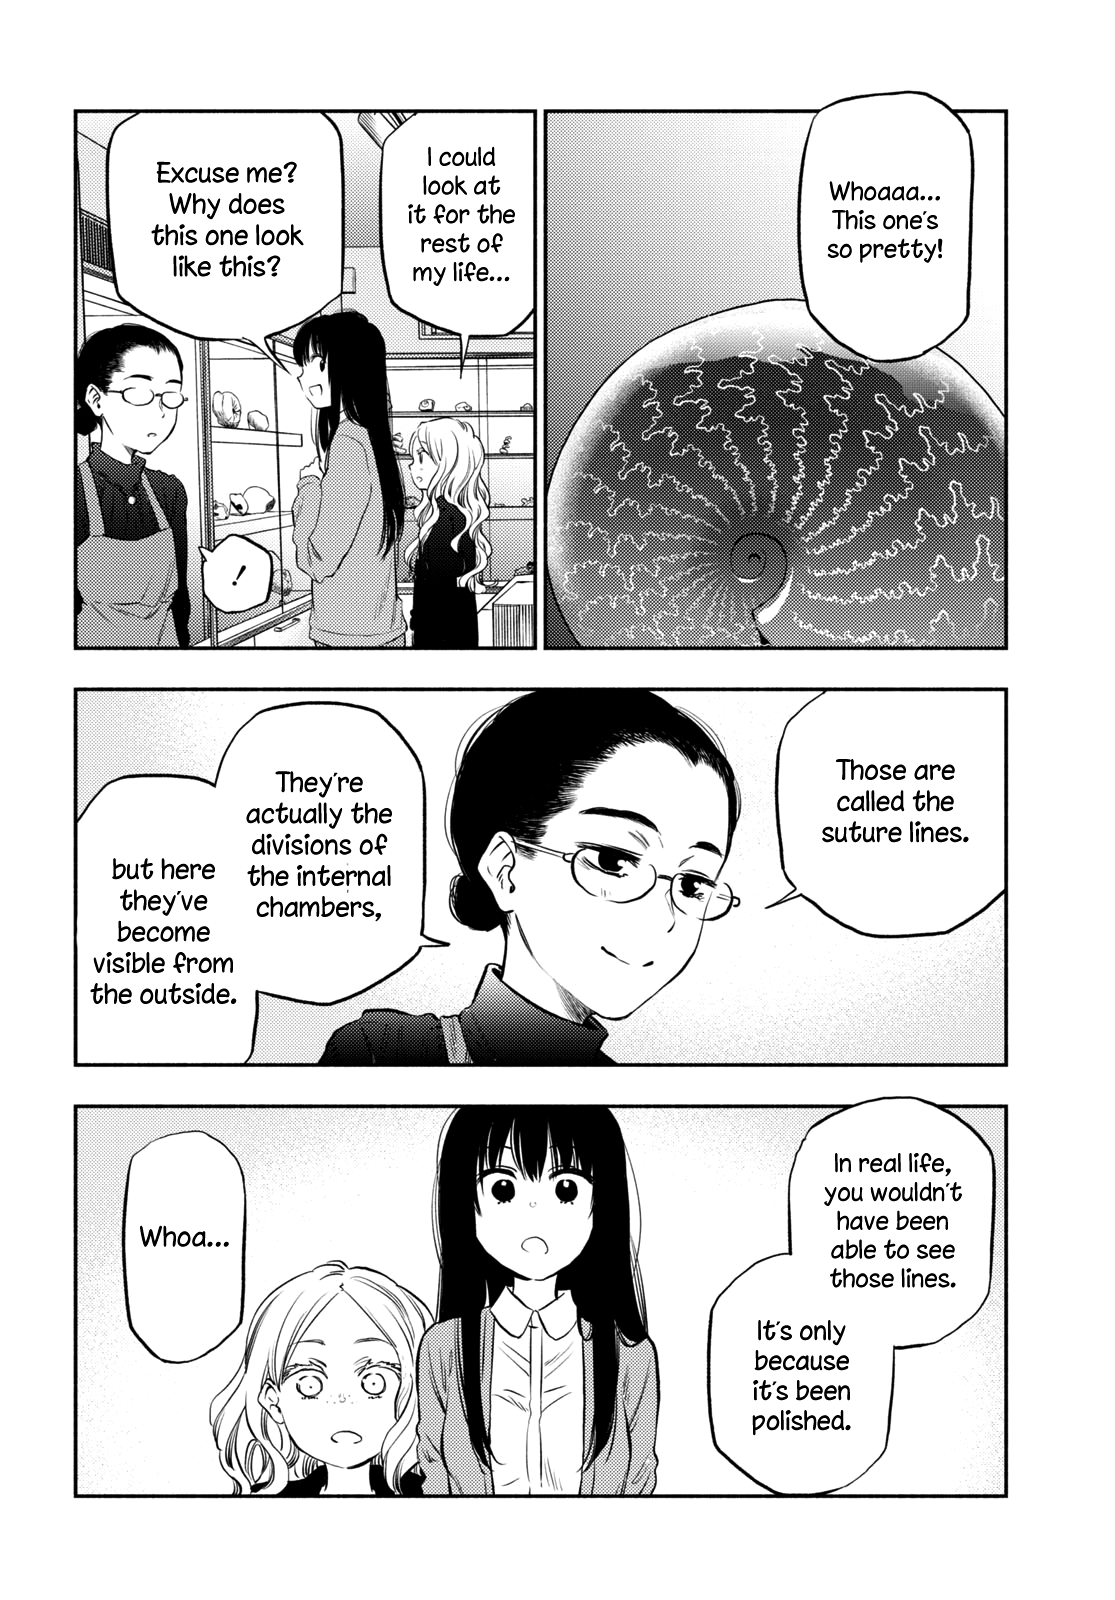 Whoaaa...
This one's
so pretty!
I could
look at
it for the
rest of
my life...
Excuse me?
Why does
this one look
like this?
!
Those are
called the
suture lines.
They're
actually the
divisions of
the internal
chambers,
but here
they've
become
visible from
the outside.
In real life,
you wouldn't
have been
able to see
those lines.
It's only
because
it's been
polished.
Whoa...